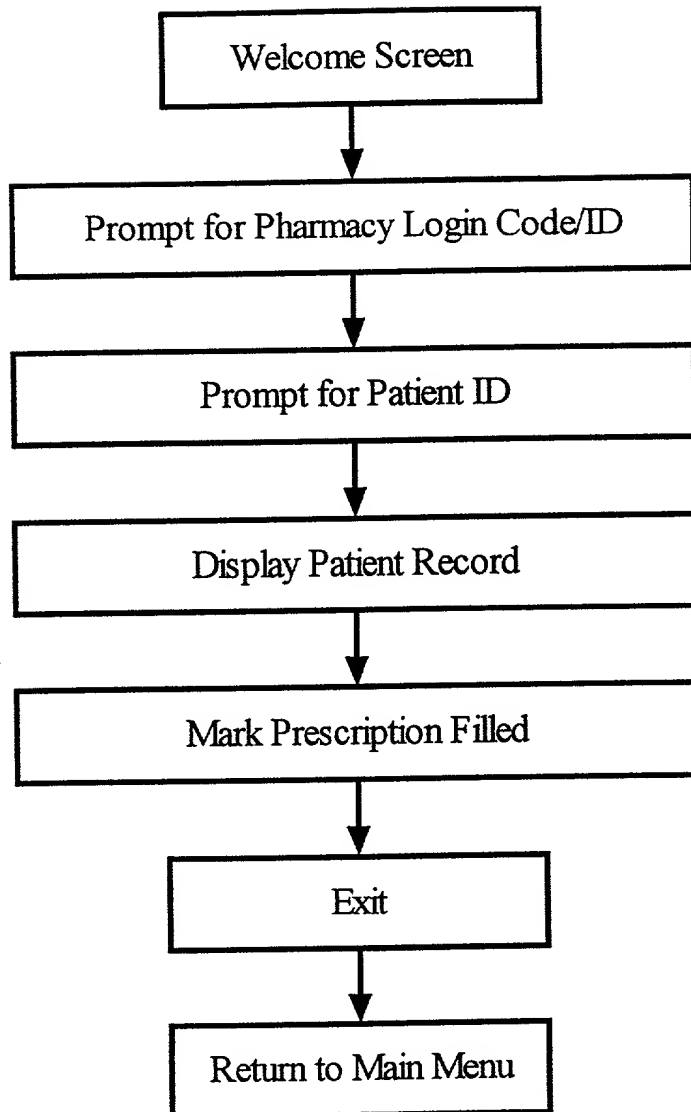 Welcome Screen
Prompt for Pharmacy Login Code/ID
Prompt for Patient ID
Display Patient Record
Mark Prescription Filled
Exit
Return to Main Menu